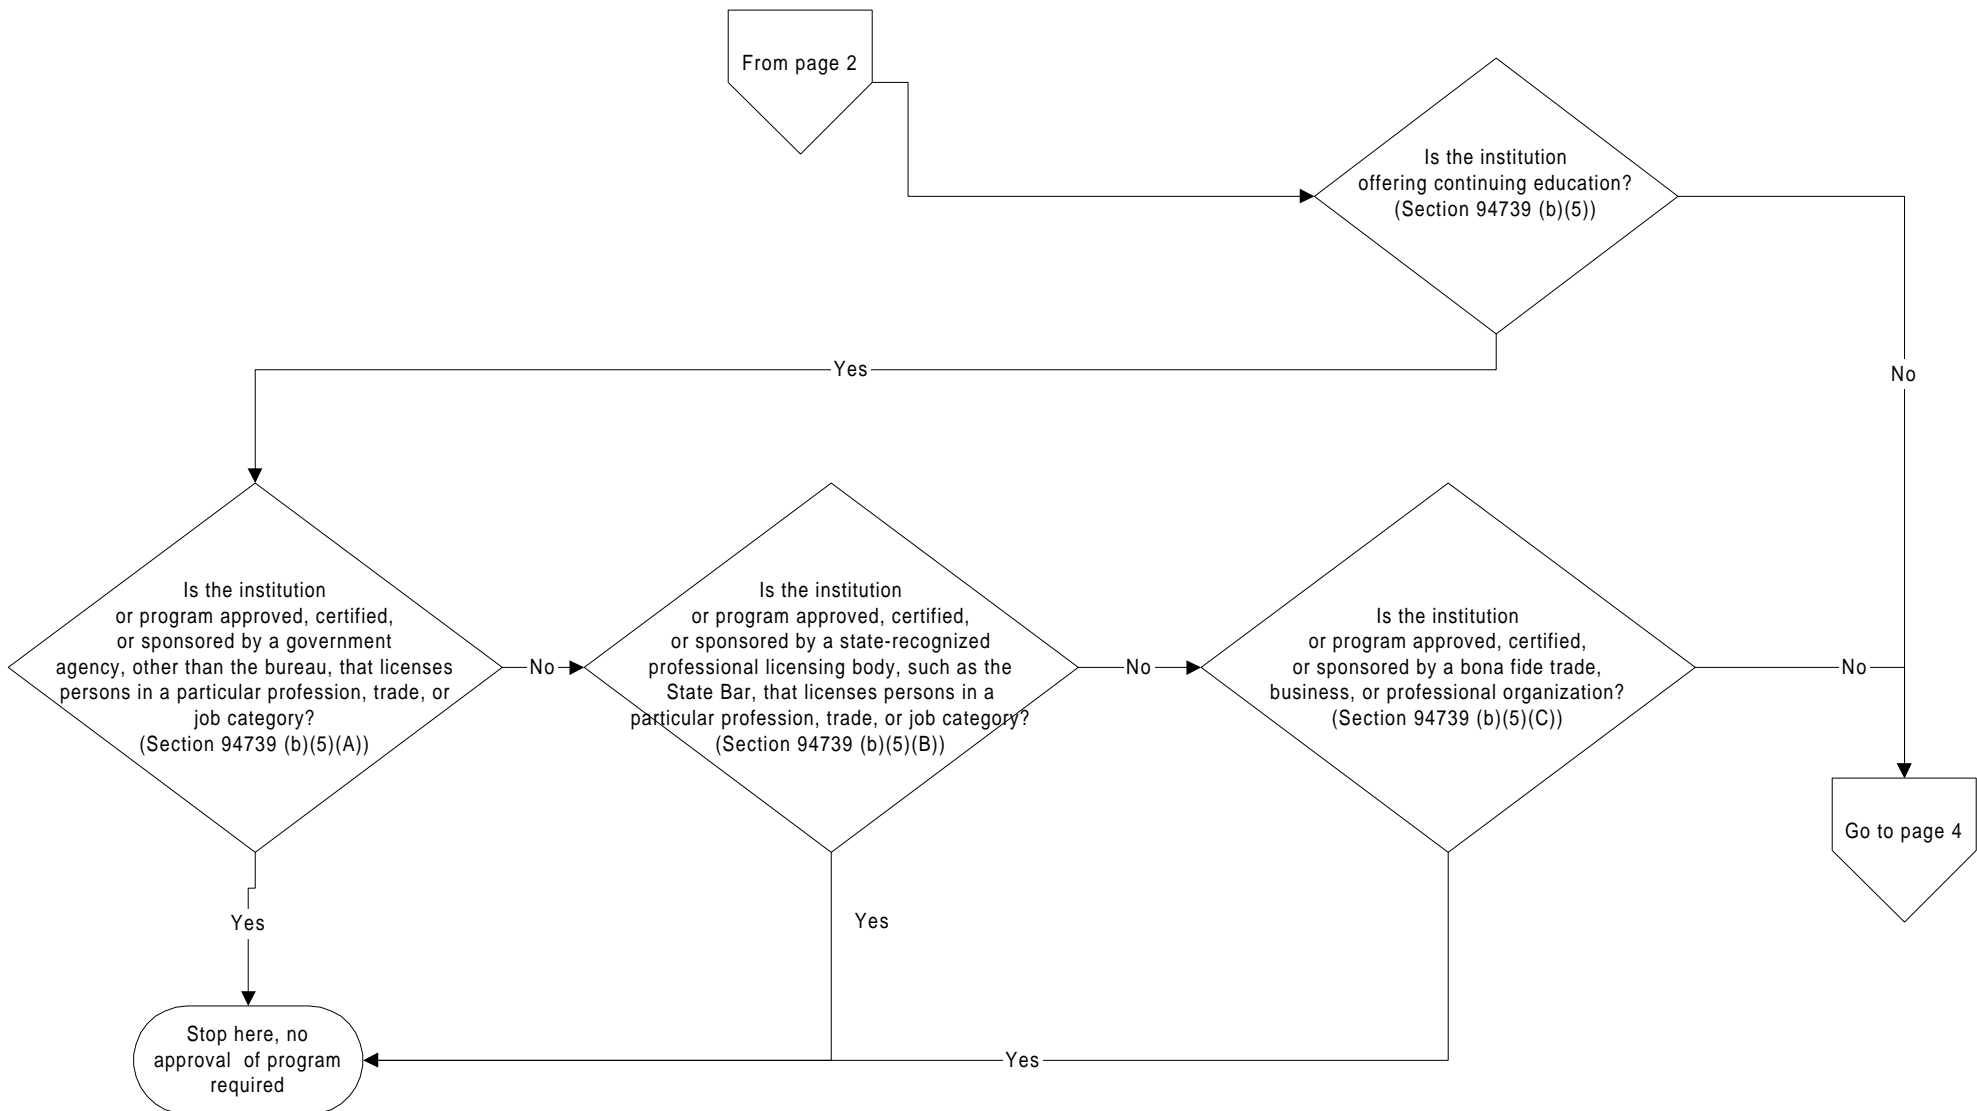 From page 2
Is the institution
offering continuing education?
(Section 94739 (b)(5))
Yes
No
Is the institution
or program approved, certified,
or sponsored by a government
agency, other than the bureau, that licenses
persons in a particular profession, trade, or
job category?
(Section 94739 (b)(5)(A))
No
Is the institution
or program approved, certified,
or sponsored by a state-recognized
professional licensing body, such as the
State Bar, that licenses persons in a
particular profession, trade, or job category?
(Section 94739 (b)(5)(B))
No
Is the institution
or program approved, certified,
or sponsored by a bona fide trade,
business, or professional organization?
(Section 94739 (b)(5)(C))
No
Go to page 4
Yes
Yes
Stop here, no
approval of program
required
Yes